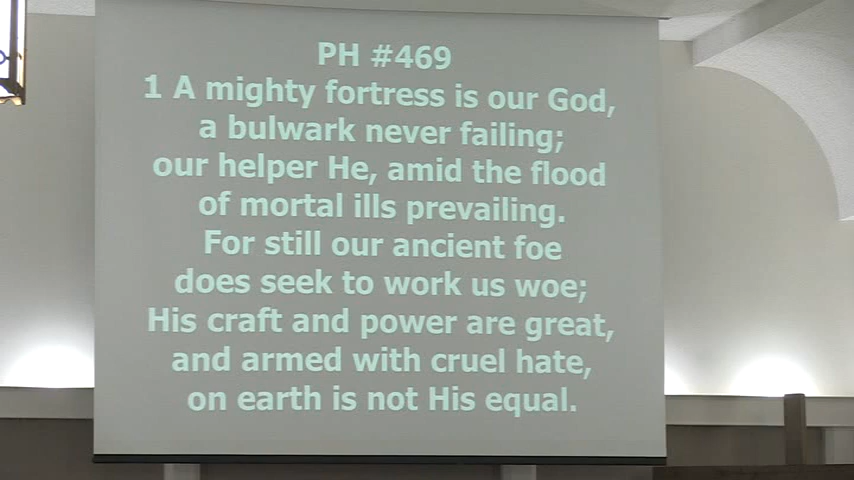 PH #469
1 A mighty fortress is our God,
a bulwark never failing;
our helper He, amid the flood
of mortal ills prevailing.
For still our ancient foe
does seek to work us woe;
His craft and power are great,
and armed with cruel hate,
on earth is not His equal.